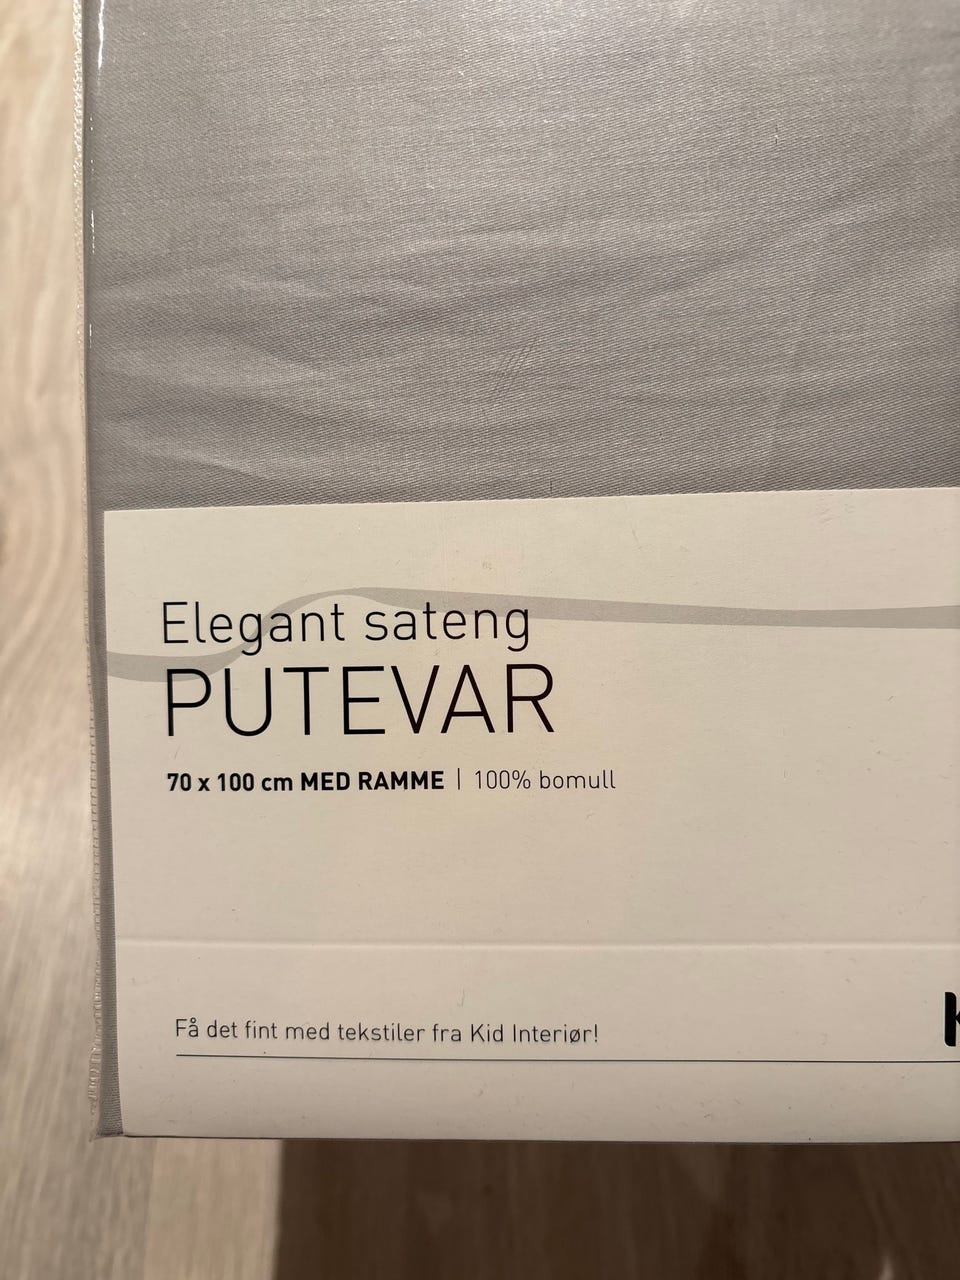 Elegant sateng
PUTEVAR
70 x 100 cm MED RAMME | 100% bomull
Få det fint med tekstiler fra Kid Interiør!
K